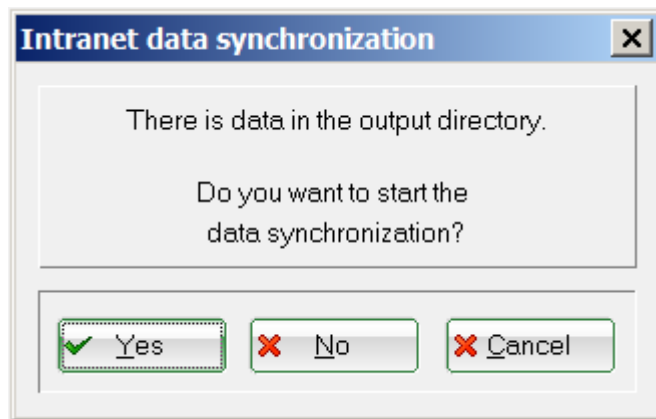 Intranet data synchronization
There is data in the output directory.
Do you want to start the
data synchronization?
Yes No Cancel